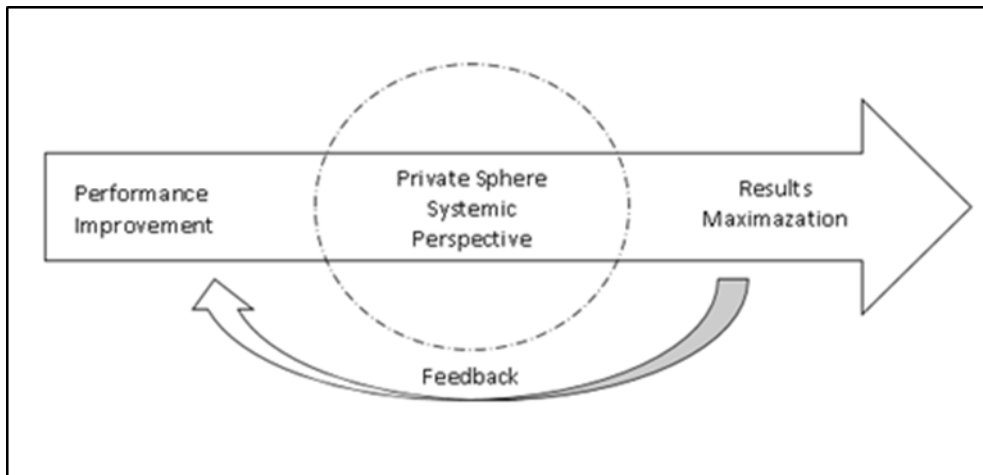 Performance
Improvement
Private Sphere
Systemic
Perspective
Results
Maximazation
Feedback